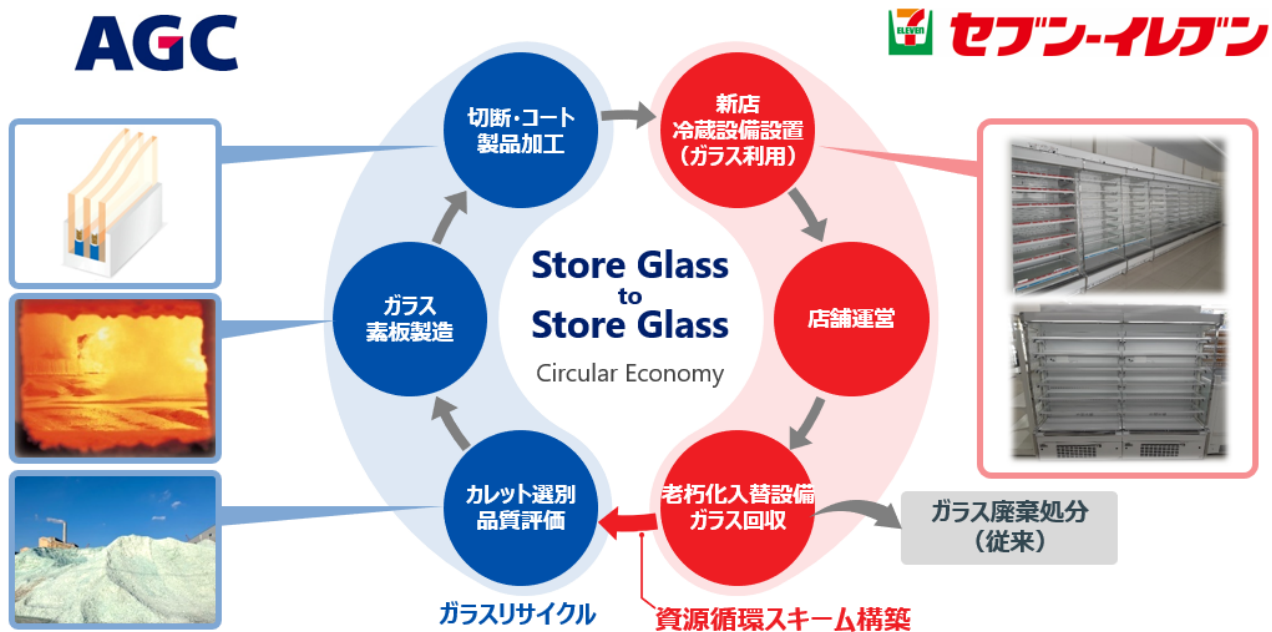 AGC
7
ELEVEN
セブン-イレブン
切断・コート
製品加工
新店
冷蔵設備設置
（ガラス利用）
Store Glass
to
Store Glass
Circular Economy
ガラス
素板製造
店舗運営
カレット選別
品質評価
老朽化入替設備
ガラス回収
ガラス廃棄処分
（従来）
ガラスリサイクル
資源循環スキーム構築